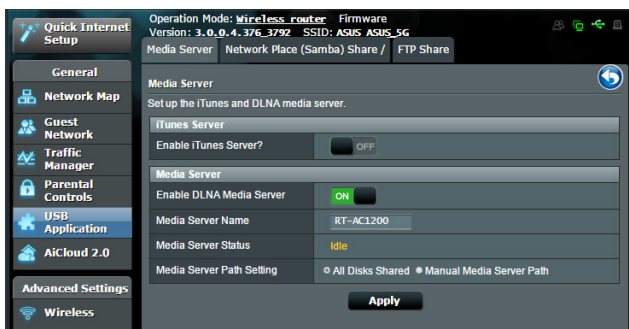 Quick Internet
Setup
General
Network Map
Guest
Network
Traffic
Manager
Parental
Controls
USB
Application
AiCloud 2.0
Advanced Settings
Wireless
Operation Mode: Wireless router Firmware
Version: 3.0.0.4.376_3792 SSID: ASUS ASUS_5G
Media Server Network Place (Samba) Share / FTP Share
Media Server
Set up the iTunes and DLNA media server.
iTunes Server
Enable iTunes Server? OFF
Media Server
Enable DLNA Media Server ON
Media Server Name RT-AC1200
Media Server Status Idle
Media Server Path Setting All Disks Shared Manual Media Server Path
Apply